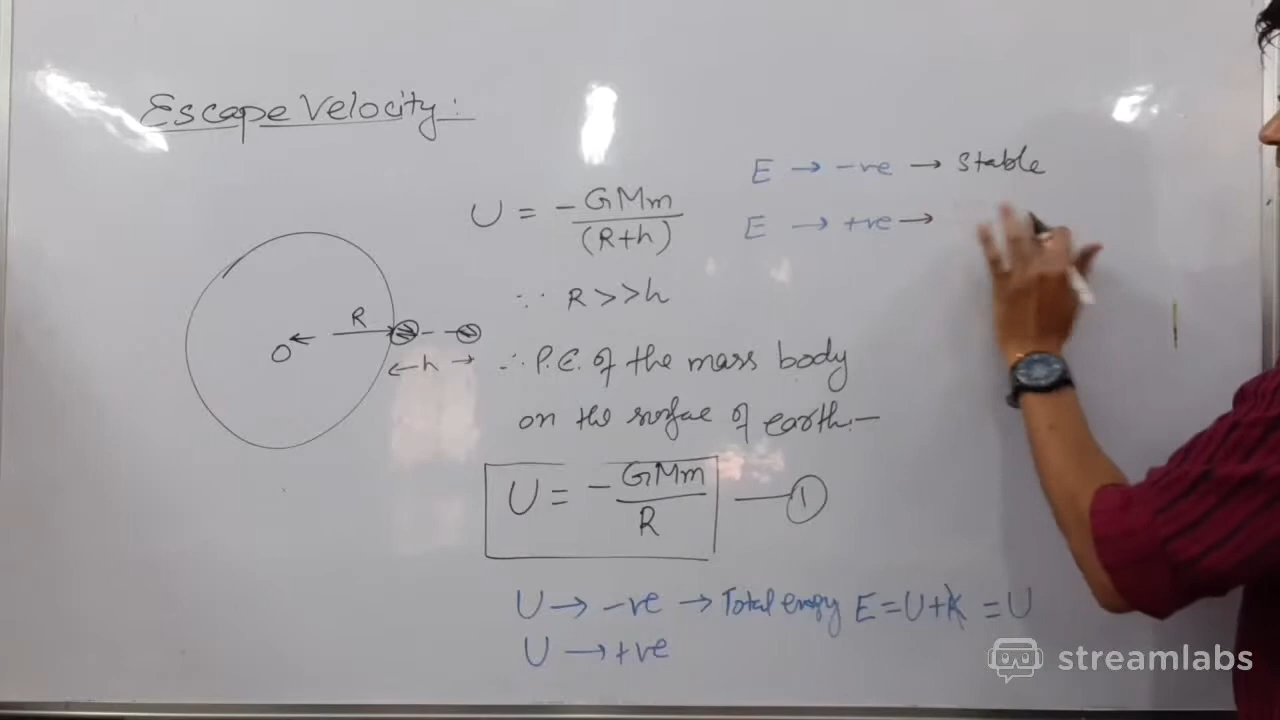 Escape Velocity:
E → -ve → Stable
U = -GMm/(R+h)
E → +ve →
∵ R>>h
R
O
h
∴ P.E. of the mass body
on the surface of earth:-
U = -GMm/R — ①
U → -ve → Total enrgy E = U+K = U
U → +ve
streamlabs